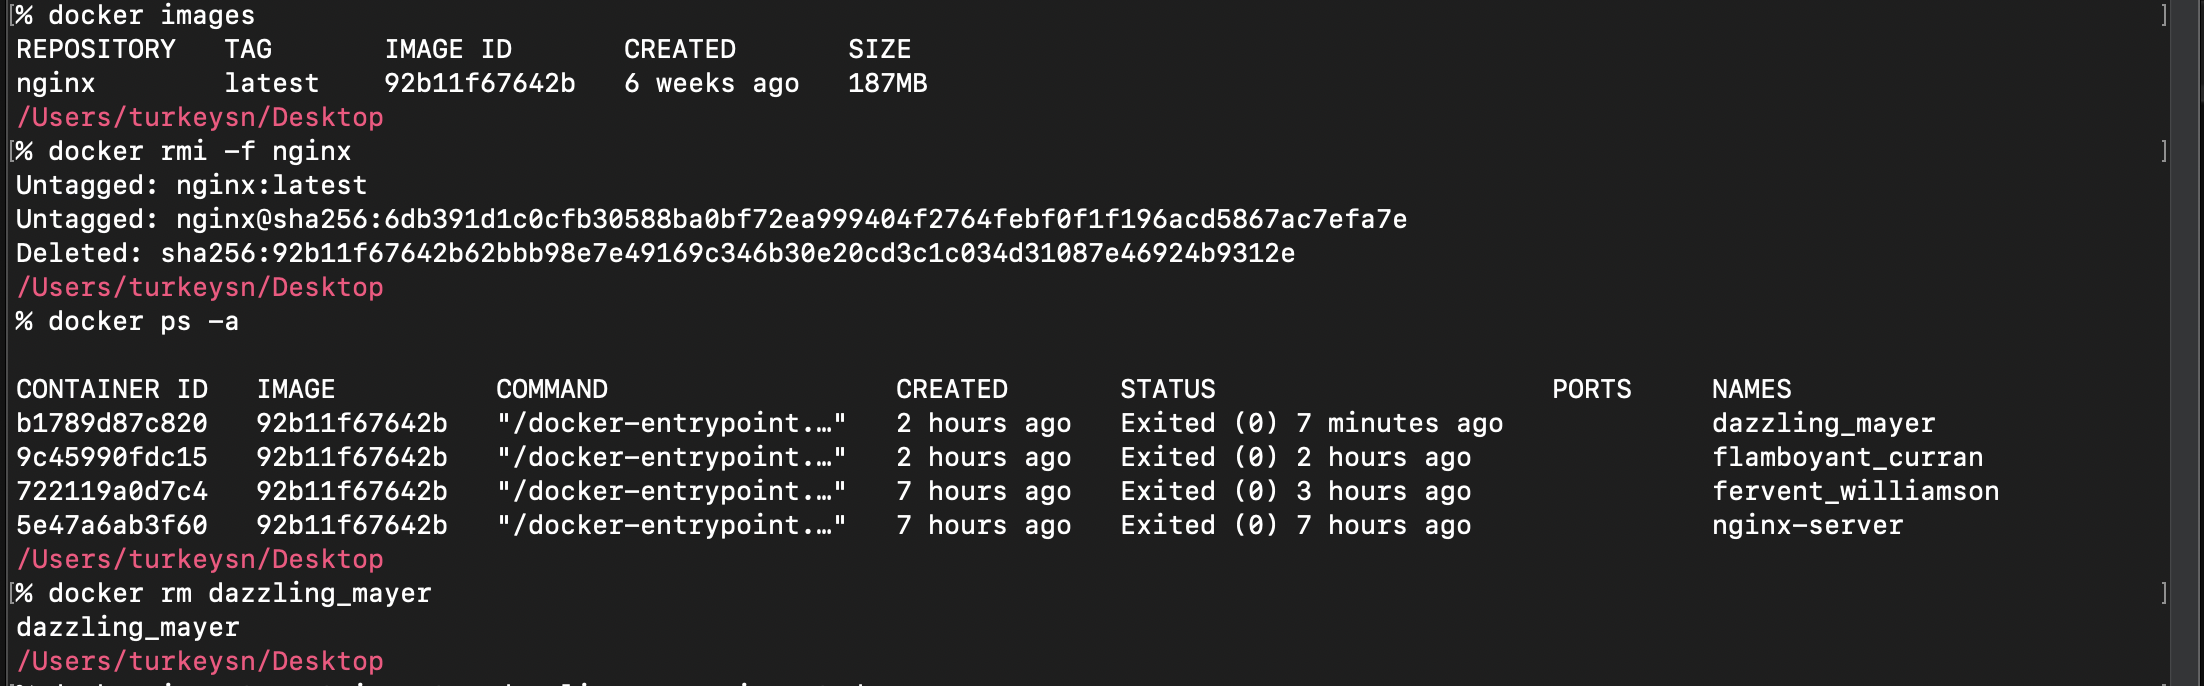 % docker images
REPOSITORY   TAG       IMAGE ID       CREATED       SIZE
nginx        latest    92b11f67642b   6 weeks ago   187MB
/Users/turkeysn/Desktop
% docker rmi -f nginx
Untagged: nginx:latest
Untagged: nginx@sha256:6db391d1c0cfb30588ba0bf72ea999404f2764febf0f1f196acd5867ac7efa7e
Deleted: sha256:92b11f67642b62bbb98e7e49169c346b30e20cd3c1c034d31087e46924b9312e
/Users/turkeysn/Desktop
% docker ps -a
CONTAINER ID   IMAGE          COMMAND                  CREATED       STATUS                     PORTS     NAMES
b1789d87c820   92b11f67642b   "/docker-entrypoint.…"   2 hours ago   Exited (0) 7 minutes ago             dazzling_mayer
9c45990fdc15   92b11f67642b   "/docker-entrypoint.…"   2 hours ago   Exited (0) 2 hours ago               flamboyant_curran
722119a0d7c4   92b11f67642b   "/docker-entrypoint.…"   7 hours ago   Exited (0) 3 hours ago               fervent_williamson
5e47a6ab3f60   92b11f67642b   "/docker-entrypoint.…"   7 hours ago   Exited (0) 7 hours ago               nginx-server
/Users/turkeysn/Desktop
% docker rm dazzling_mayer
dazzling_mayer
/Users/turkeysn/Desktop